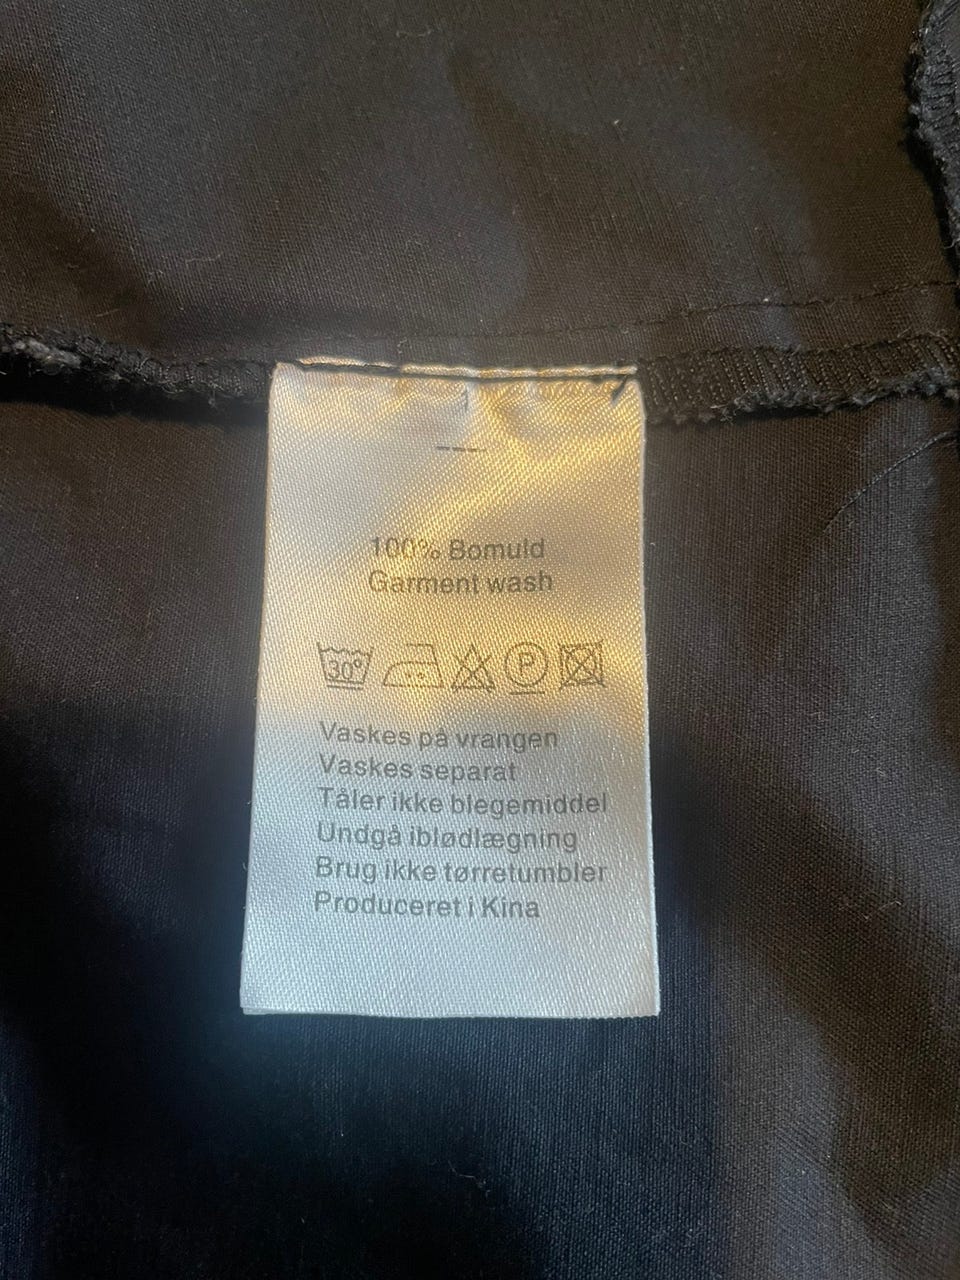 100% Bomuld
Garment wash
30°
P
Vaskes på vrangen
Vaskes separat
Tåler ikke blegemiddel
Undgå iblødlægning
Brug ikke tørretumbler
Produceret i Kina